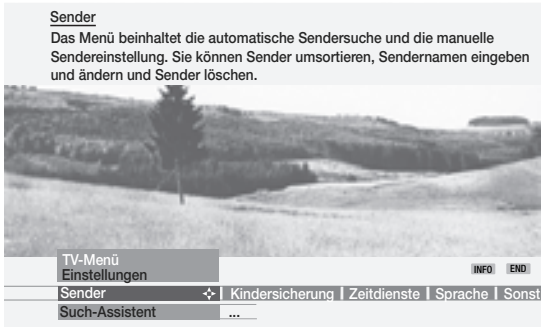 Sender
Das Menü beinhaltet die automatische Sendersuche und die manuelle
Sendereinstellung. Sie können Sender umsortieren, Sendernamen eingeben
und ändern und Sender löschen.
TV-Menü
Einstellungen
INFO END
Sender Kindersicherung Zeitdienste Sprache Sonst
Such-Assistent ...